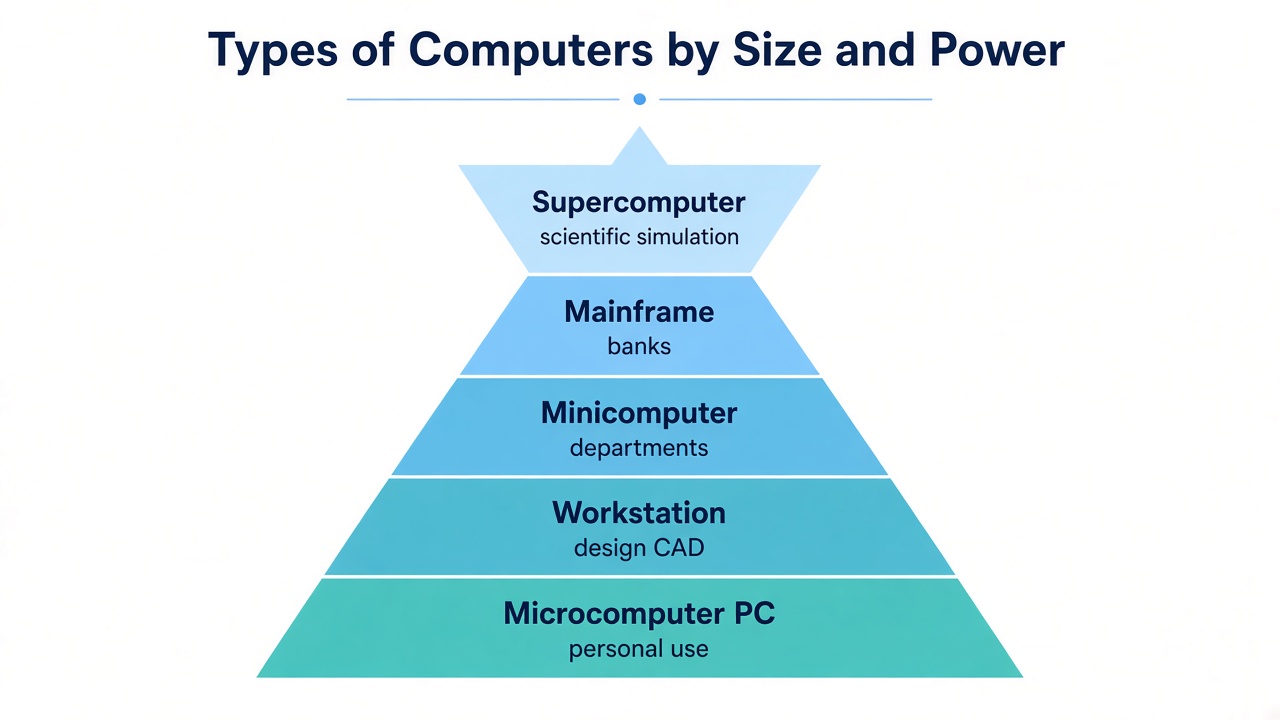 Types of Computers by Size and Power
Supercomputer
scientific simulation
Mainframe
banks
Minicomputer
departments
Workstation
design CAD
Microcomputer PC
personal use